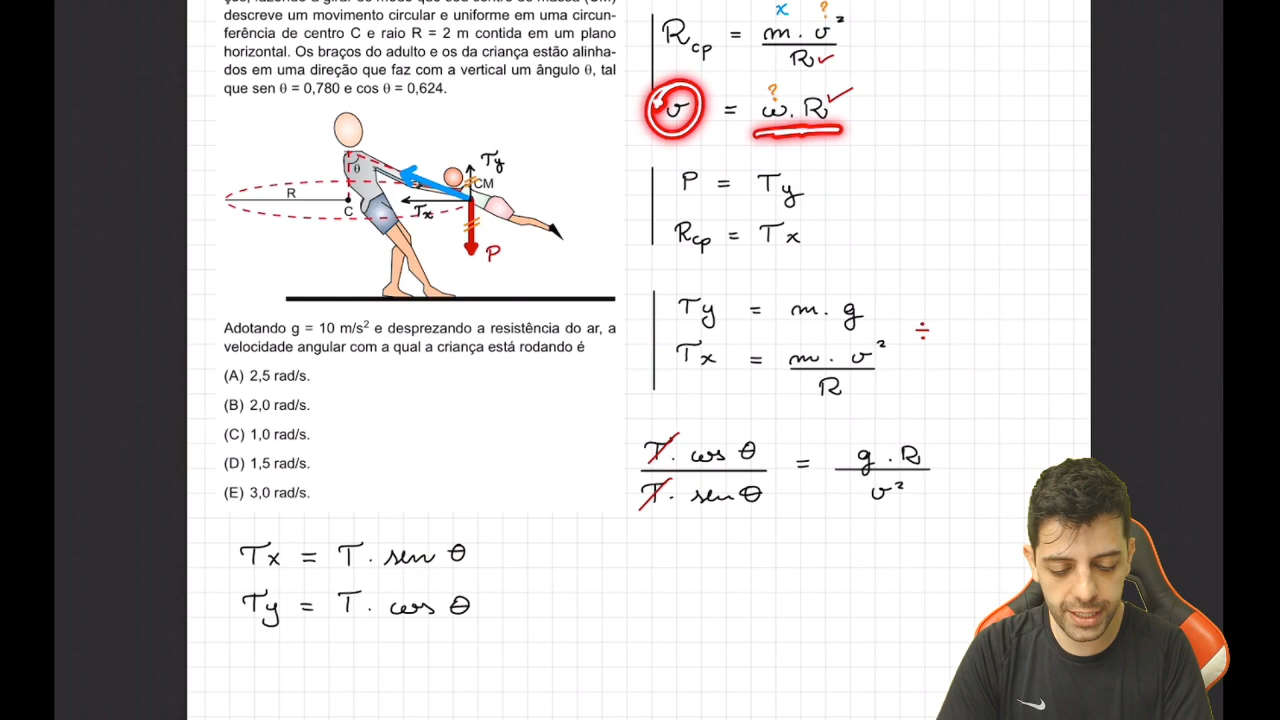 descreve um movimento circular e uniforme em uma circun-
ferência de centro C e raio R = 2 m contida em um plano
horizontal. Os braços do adulto e os da criança estão alinha-
dos em uma direção que faz com a vertical um ângulo θ, tal
que sen θ = 0,780 e cos θ = 0,624.
θ
R
C
CM
Ty
Tx
P
Adotando g = 10 m/s² e desprezando a resistência do ar, a
velocidade angular com a qual a criança está rodando é
(A) 2,5 rad/s.
(B) 2,0 rad/s.
(C) 1,0 rad/s.
(D) 1,5 rad/s.
(E) 3,0 rad/s.
Tx = T . sen θ
Ty = T . cos θ
x ?
Rcp = m . v²
R
?
v = ω . R
P = Ty
Rcp = Tx
Ty = m . g
÷
Tx = m . v²
R
T . cos θ = g . R
T . sen θ v²